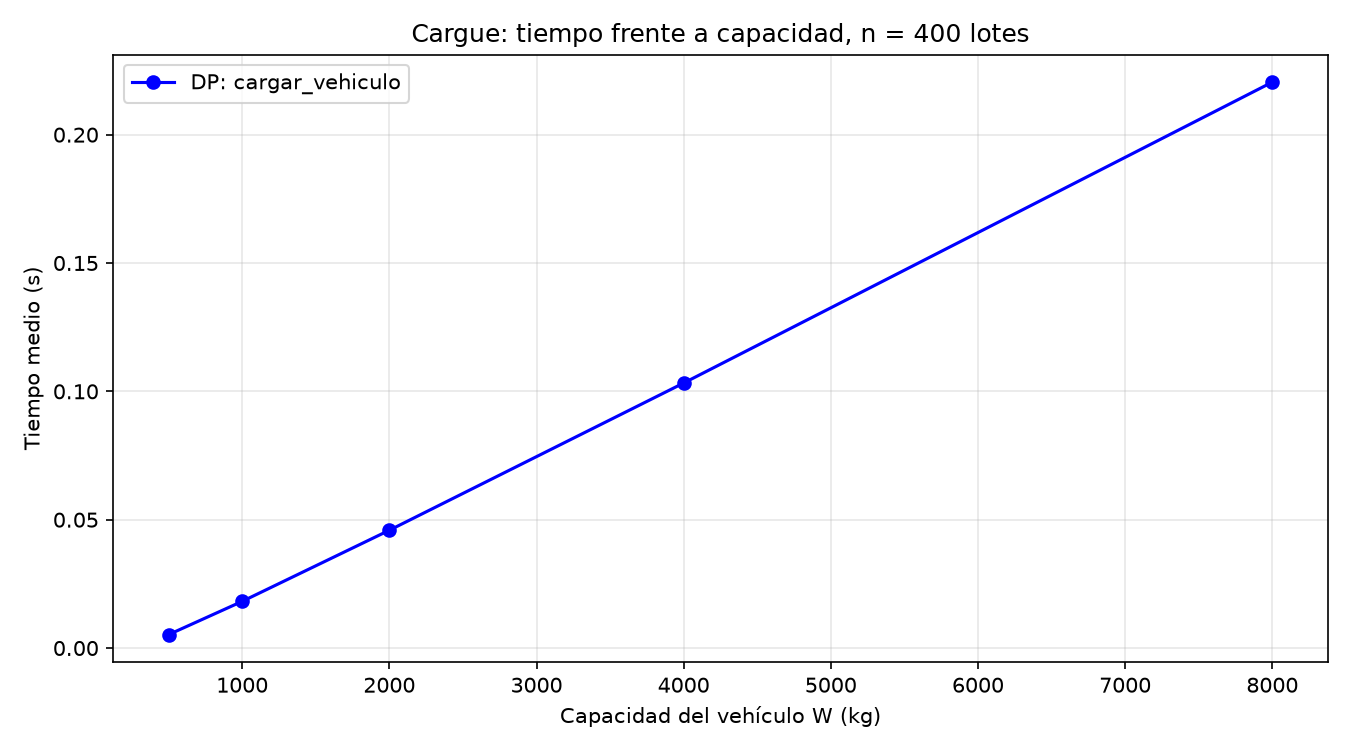 Cargue: tiempo frente a capacidad, n = 400 lotes
DP: cargar_vehiculo
0.20
0.15
0.10
0.05
0.00
Tiempo medio (s)
1000 2000 3000 4000 5000 6000 7000 8000
Capacidad del vehículo W (kg)